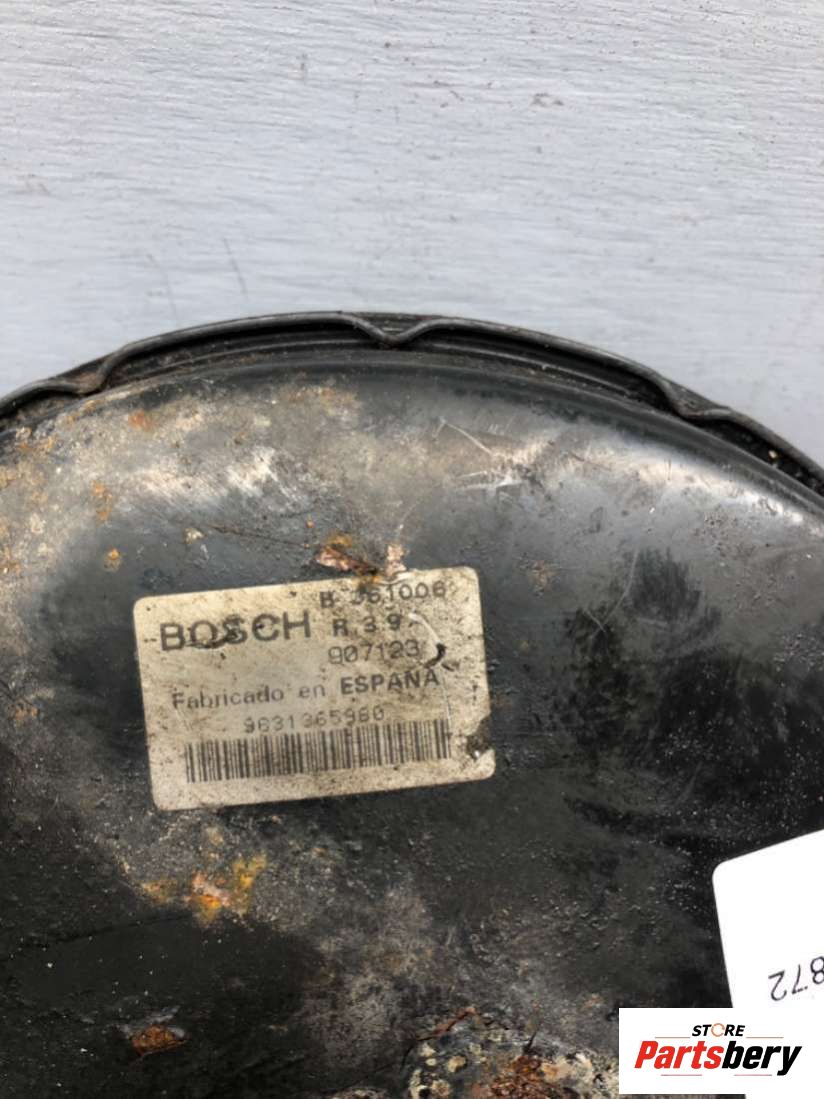 BOSCH
R 3 9
907123
Fabricado en ESPAÑA
9631365980
872
STORE
Partsbery